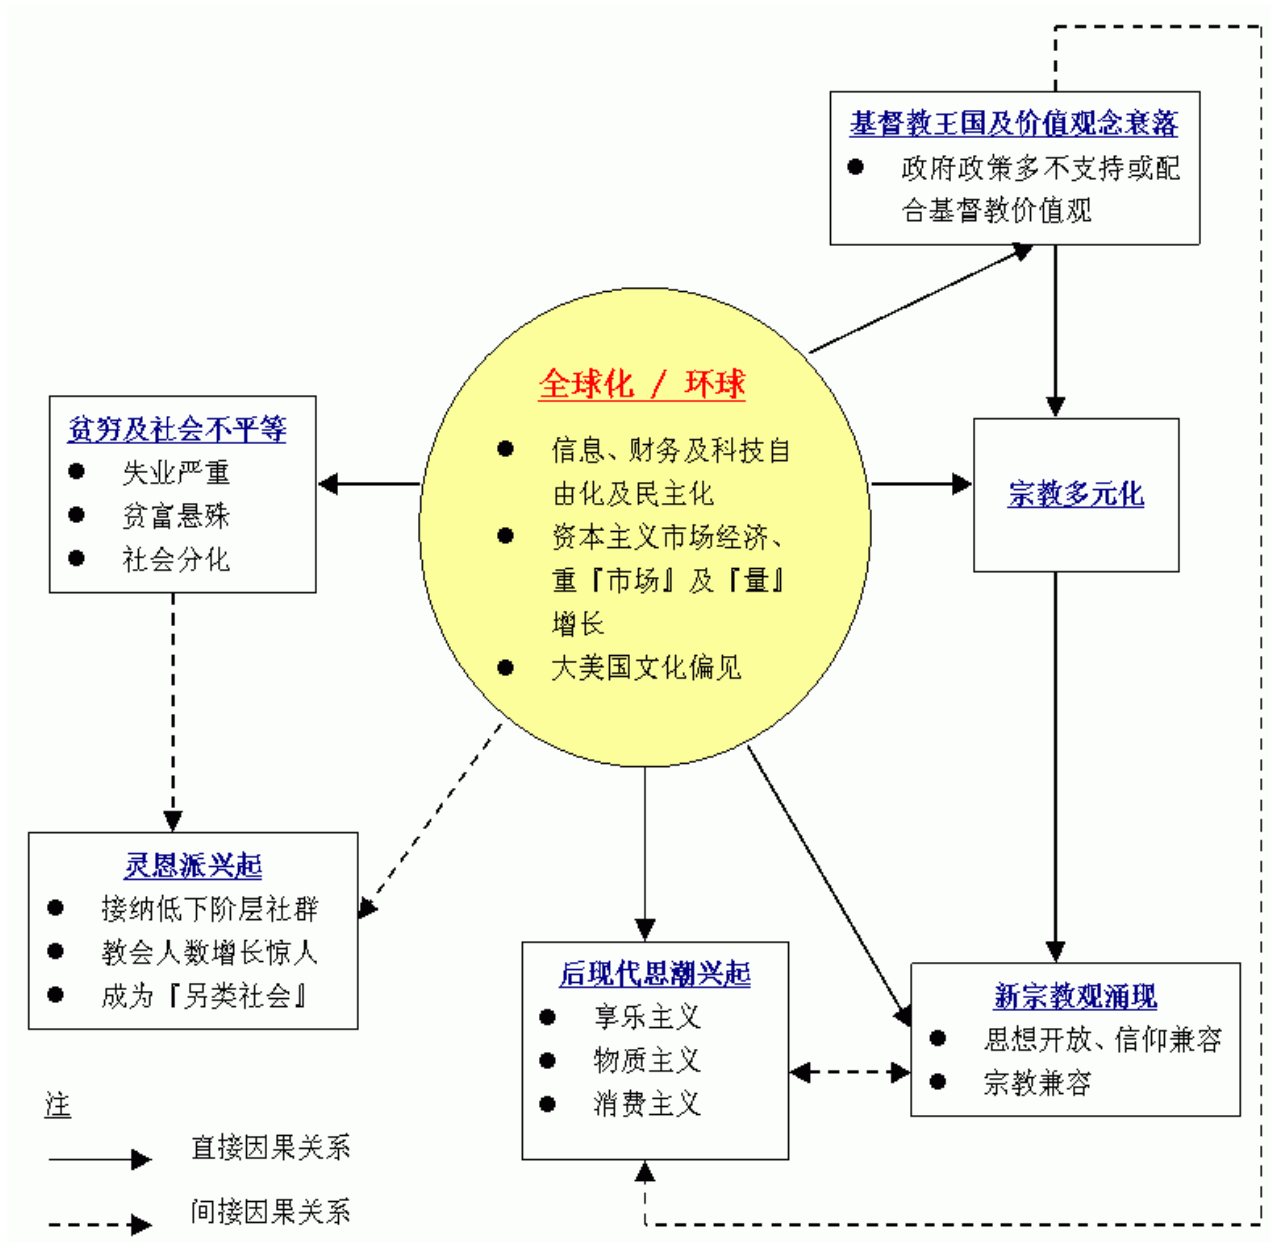 基督教王国及价值观念衰落
● 政府政策多不支持或配
合基督教价值观
全球化 / 环球
● 信息、财务及科技自
由化及民主化
● 资本主义市场经济、
重『市场』及『量』
增长
● 大美国文化偏见
贫穷及社会不平等
● 失业严重
● 贫富悬殊
● 社会分化
宗教多元化
灵恩派兴起
● 接纳低下阶层社群
● 教会人数增长惊人
● 成为『另类社会』
后现代思潮兴起
● 享乐主义
● 物质主义
● 消费主义
新宗教观涌现
● 思想开放、信仰兼容
● 宗教兼容
注
直接因果关系
间接因果关系